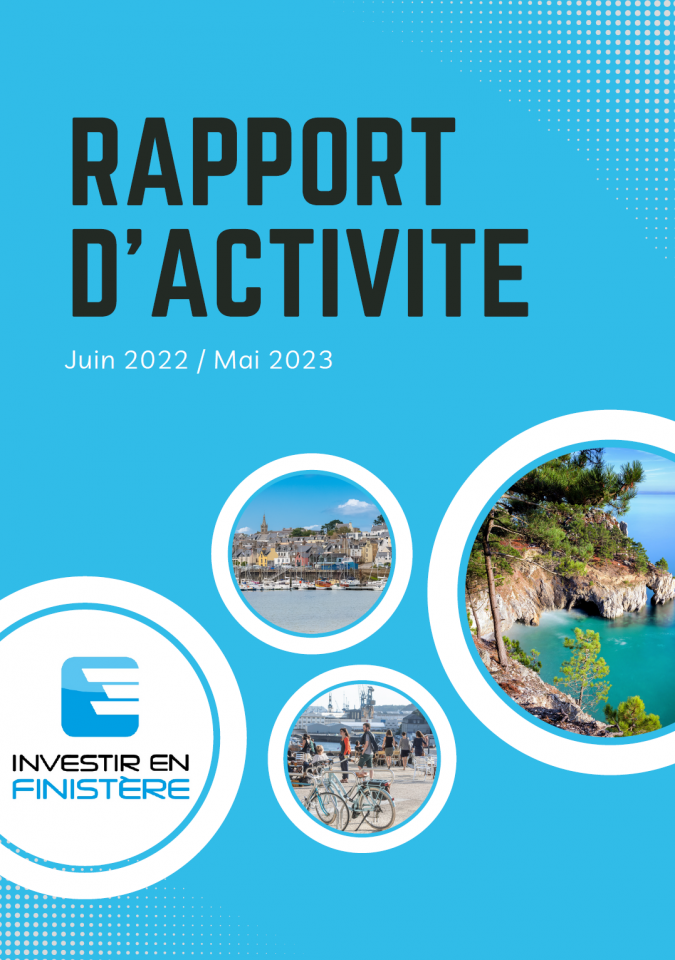 RAPPORT
D'ACTIVITE
Juin 2022 / Mai 2023
INVESTIR EN
FINISTÈRE